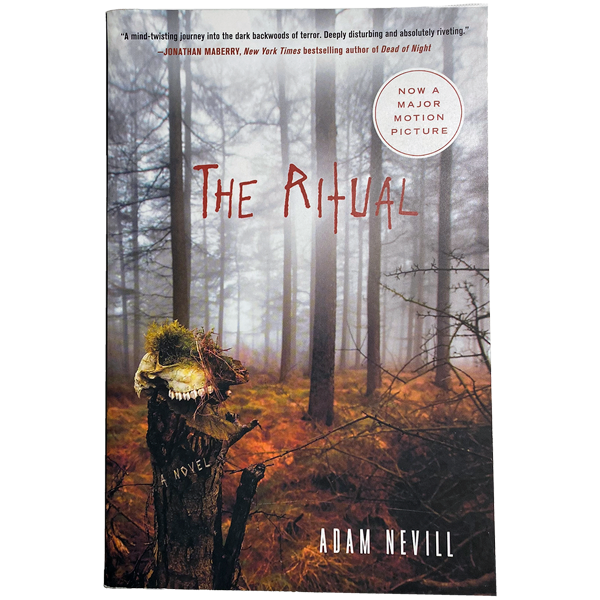 “A mind-twisting journey into the dark backwoods of terror. Deeply disturbing and absolutely riveting.”
—JONATHAN MABERRY, New York Times bestselling author of Dead of Night
NOW A
MAJOR
MOTION
PICTURE
THE RITUAL
A NOVEL
ADAM NEVILL